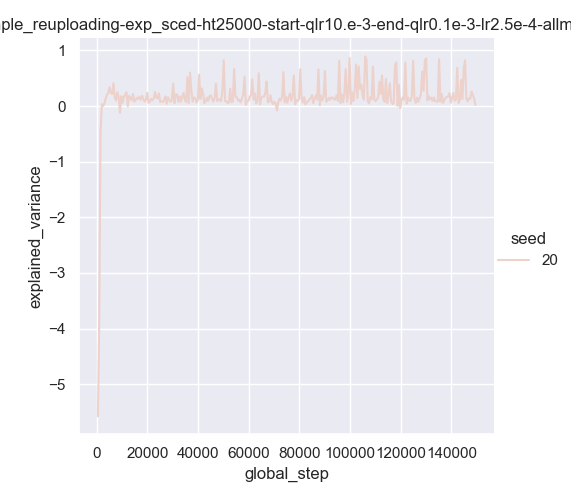 ple_reuploading-exp_sced-ht25000-start-qlr10.e-3-end-qlr0.1e-3-lr2.5e-4-allm
1
0
−1
−2
−3
−4
−5
explained_variance
0 20000 40000 60000 80000 100000 120000 140000
global_step
seed
20